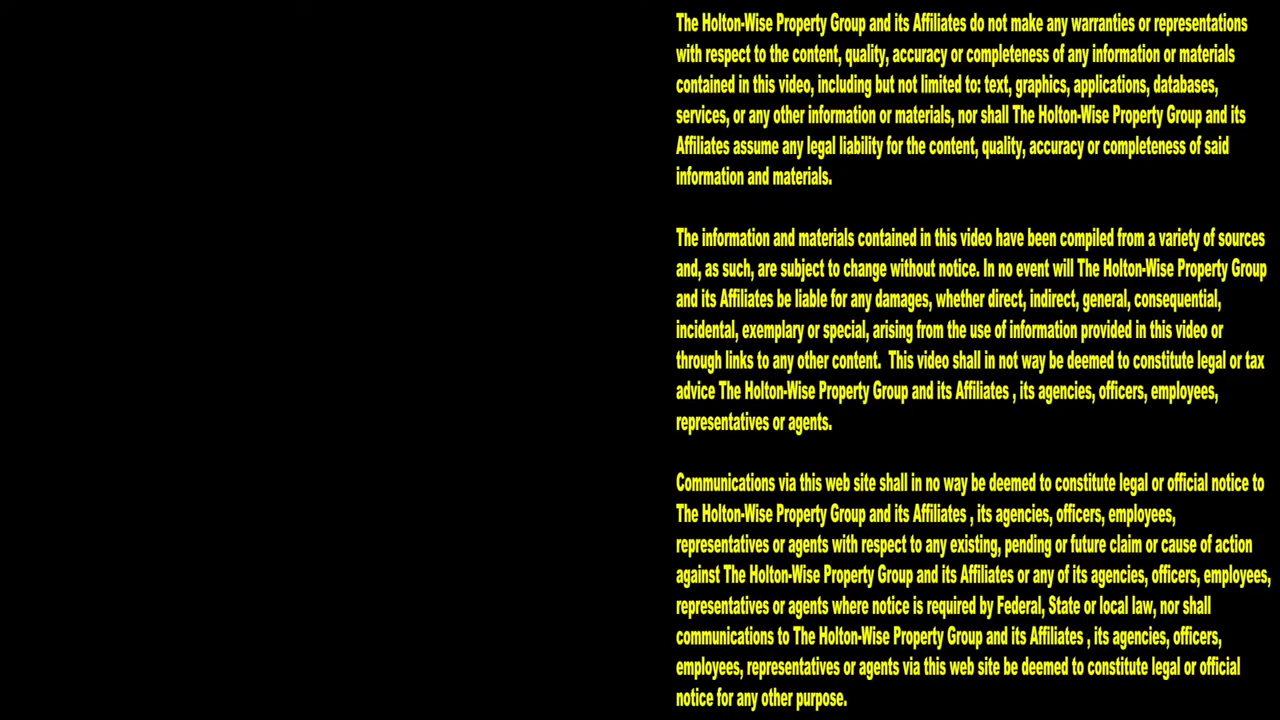 The Holton-Wise Property Group and its Affiliates do not make any warranties or representations
with respect to the content, quality, accuracy or completeness of any information or materials
contained in this video, including but not limited to: text, graphics, applications, databases,
services, or any other information or materials, nor shall The Holton-Wise Property Group and its
Affiliates assume any legal liability for the content, quality, accuracy or completeness of said
information and materials.
The information and materials contained in this video have been compiled from a variety of sources
and, as such, are subject to change without notice. In no event will The Holton-Wise Property Group
and its Affiliates be liable for any damages, whether direct, indirect, general, consequential,
incidental, exemplary or special, arising from the use of information provided in this video or
through links to any other content.  This video shall in not way be deemed to constitute legal or tax
advice The Holton-Wise Property Group and its Affiliates , its agencies, officers, employees,
representatives or agents.
Communications via this web site shall in no way be deemed to constitute legal or official notice to
The Holton-Wise Property Group and its Affiliates , its agencies, officers, employees,
representatives or agents with respect to any existing, pending or future claim or cause of action
against The Holton-Wise Property Group and its Affiliates or any of its agencies, officers, employees,
representatives or agents where notice is required by Federal, State or local law, nor shall
communications to The Holton-Wise Property Group and its Affiliates , its agencies, officers,
employees, representatives or agents via this web site be deemed to constitute legal or official
notice for any other purpose.